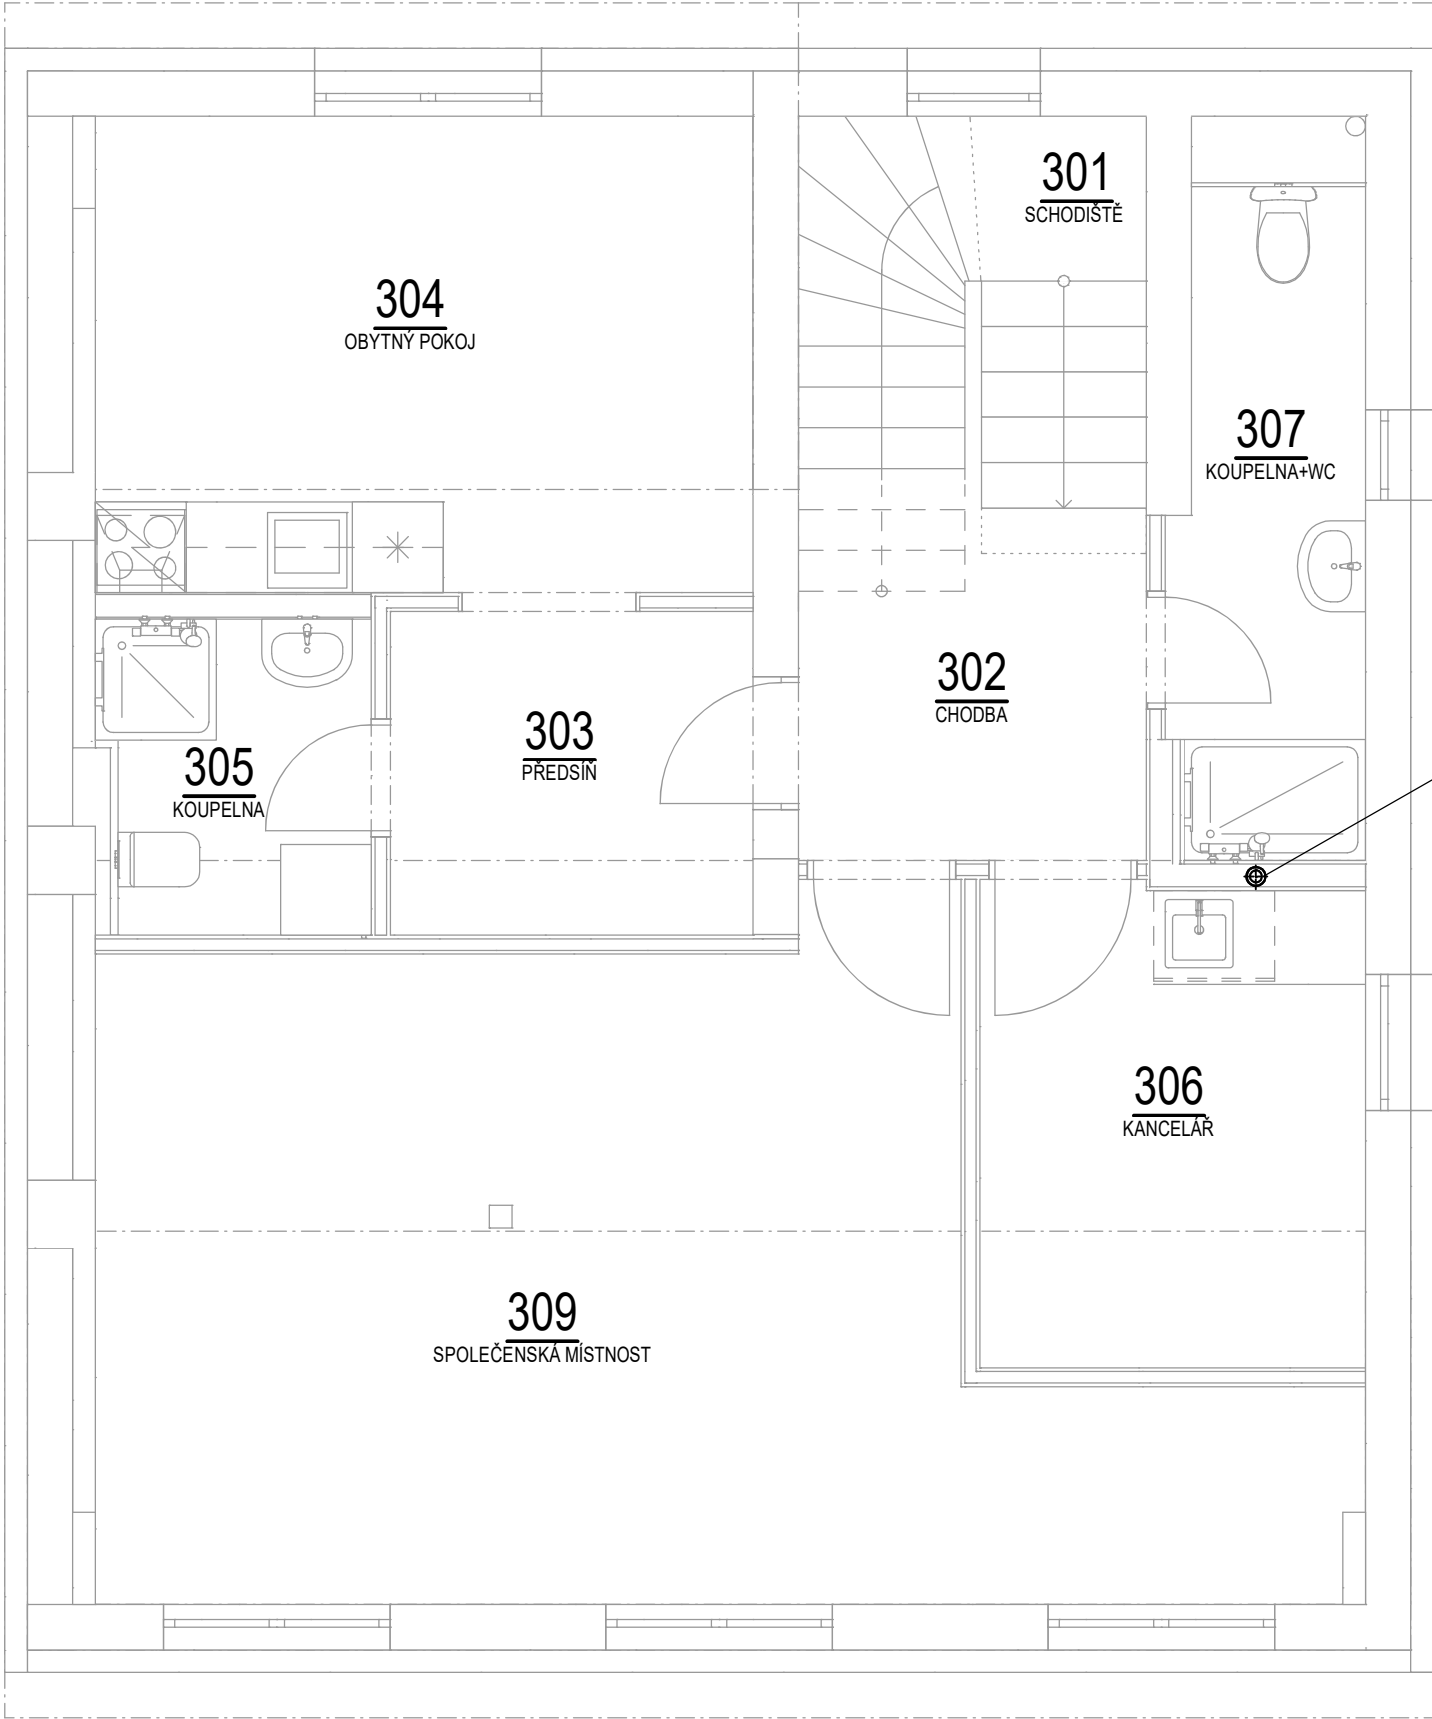 301
SCHODIŠTĚ
304
OBYTNÝ POKOJ
307
KOUPELNA+WC
302
CHODBA
303
PŘEDSÍŇ
305
KOUPELNA
306
KANCELÁŘ
309
SPOLEČENSKÁ MÍSTNOST